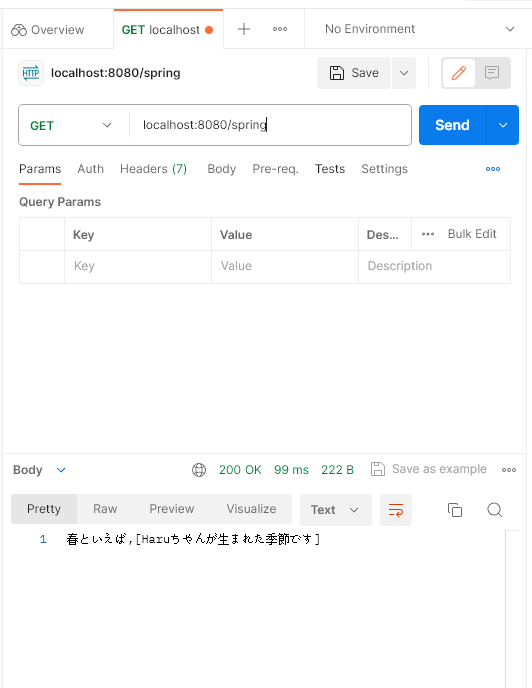 Overview
GET localhost
No Environment
HTTP
localhost:8080/spring
Save
GET
localhost:8080/spring
Send
Params Auth Headers (7) Body Pre-req. Tests Settings
Query Params
Key Value Des... Bulk Edit
Key Value Description
Body
200 OK 99 ms 222 B Save as example
Pretty Raw Preview Visualize Text
1 春といえば,[Haruちゃんが生まれた季節です]